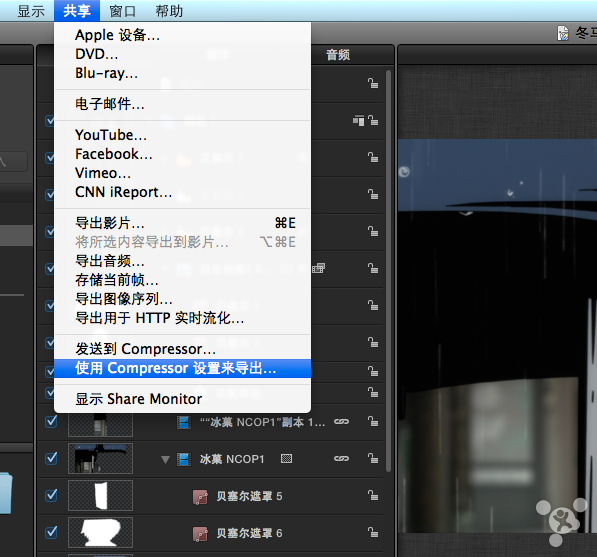 显示 共享 窗口 帮助
冬马
Apple 设备...
DVD...
Blu-ray...
电子邮件...
YouTube...
Facebook...
Vimeo...
CNN iReport...
导出影片... ⌘E
将所选内容导出到影片... ⌥⌘E
导出音频...
存储当前帧...
导出图像序列...
导出用于 HTTP 实时流化...
发送到 Compressor...
使用 Compressor 设置来导出...
显示 Share Monitor
音频
““冰菓 NCOP1”副本 1...
冰菓 NCOP1
贝塞尔遮罩 5
贝塞尔遮罩 6